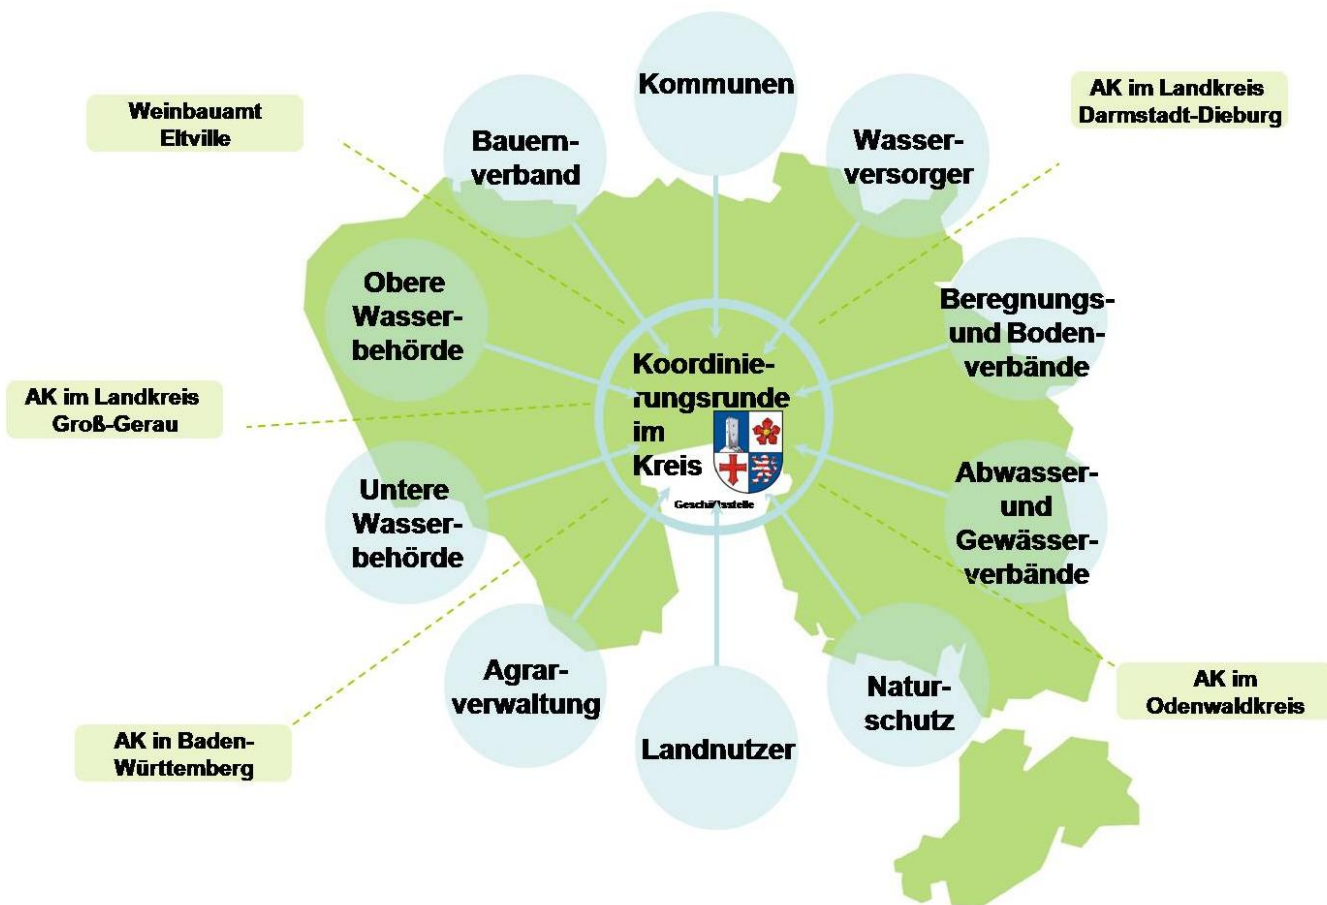 Kommunen
AK im Landkreis
Darmstadt-Dieburg
Weinbauamt
Eltville
Bauern-
verband
Wasser-
versorger
Obere
Wasser-
behörde
Beregnungs-
und Boden-
verbände
Koordinie-
rungsrunde
im
Kreis
Geschäftsstelle
AK im Landkreis
Groß-Gerau
Untere
Wasser-
behörde
Abwasser-
und
Gewässer-
verbände
Agrar-
verwaltung
Natur-
schutz
AK im
Odenwaldkreis
Landnutzer
AK in Baden-
Württemberg